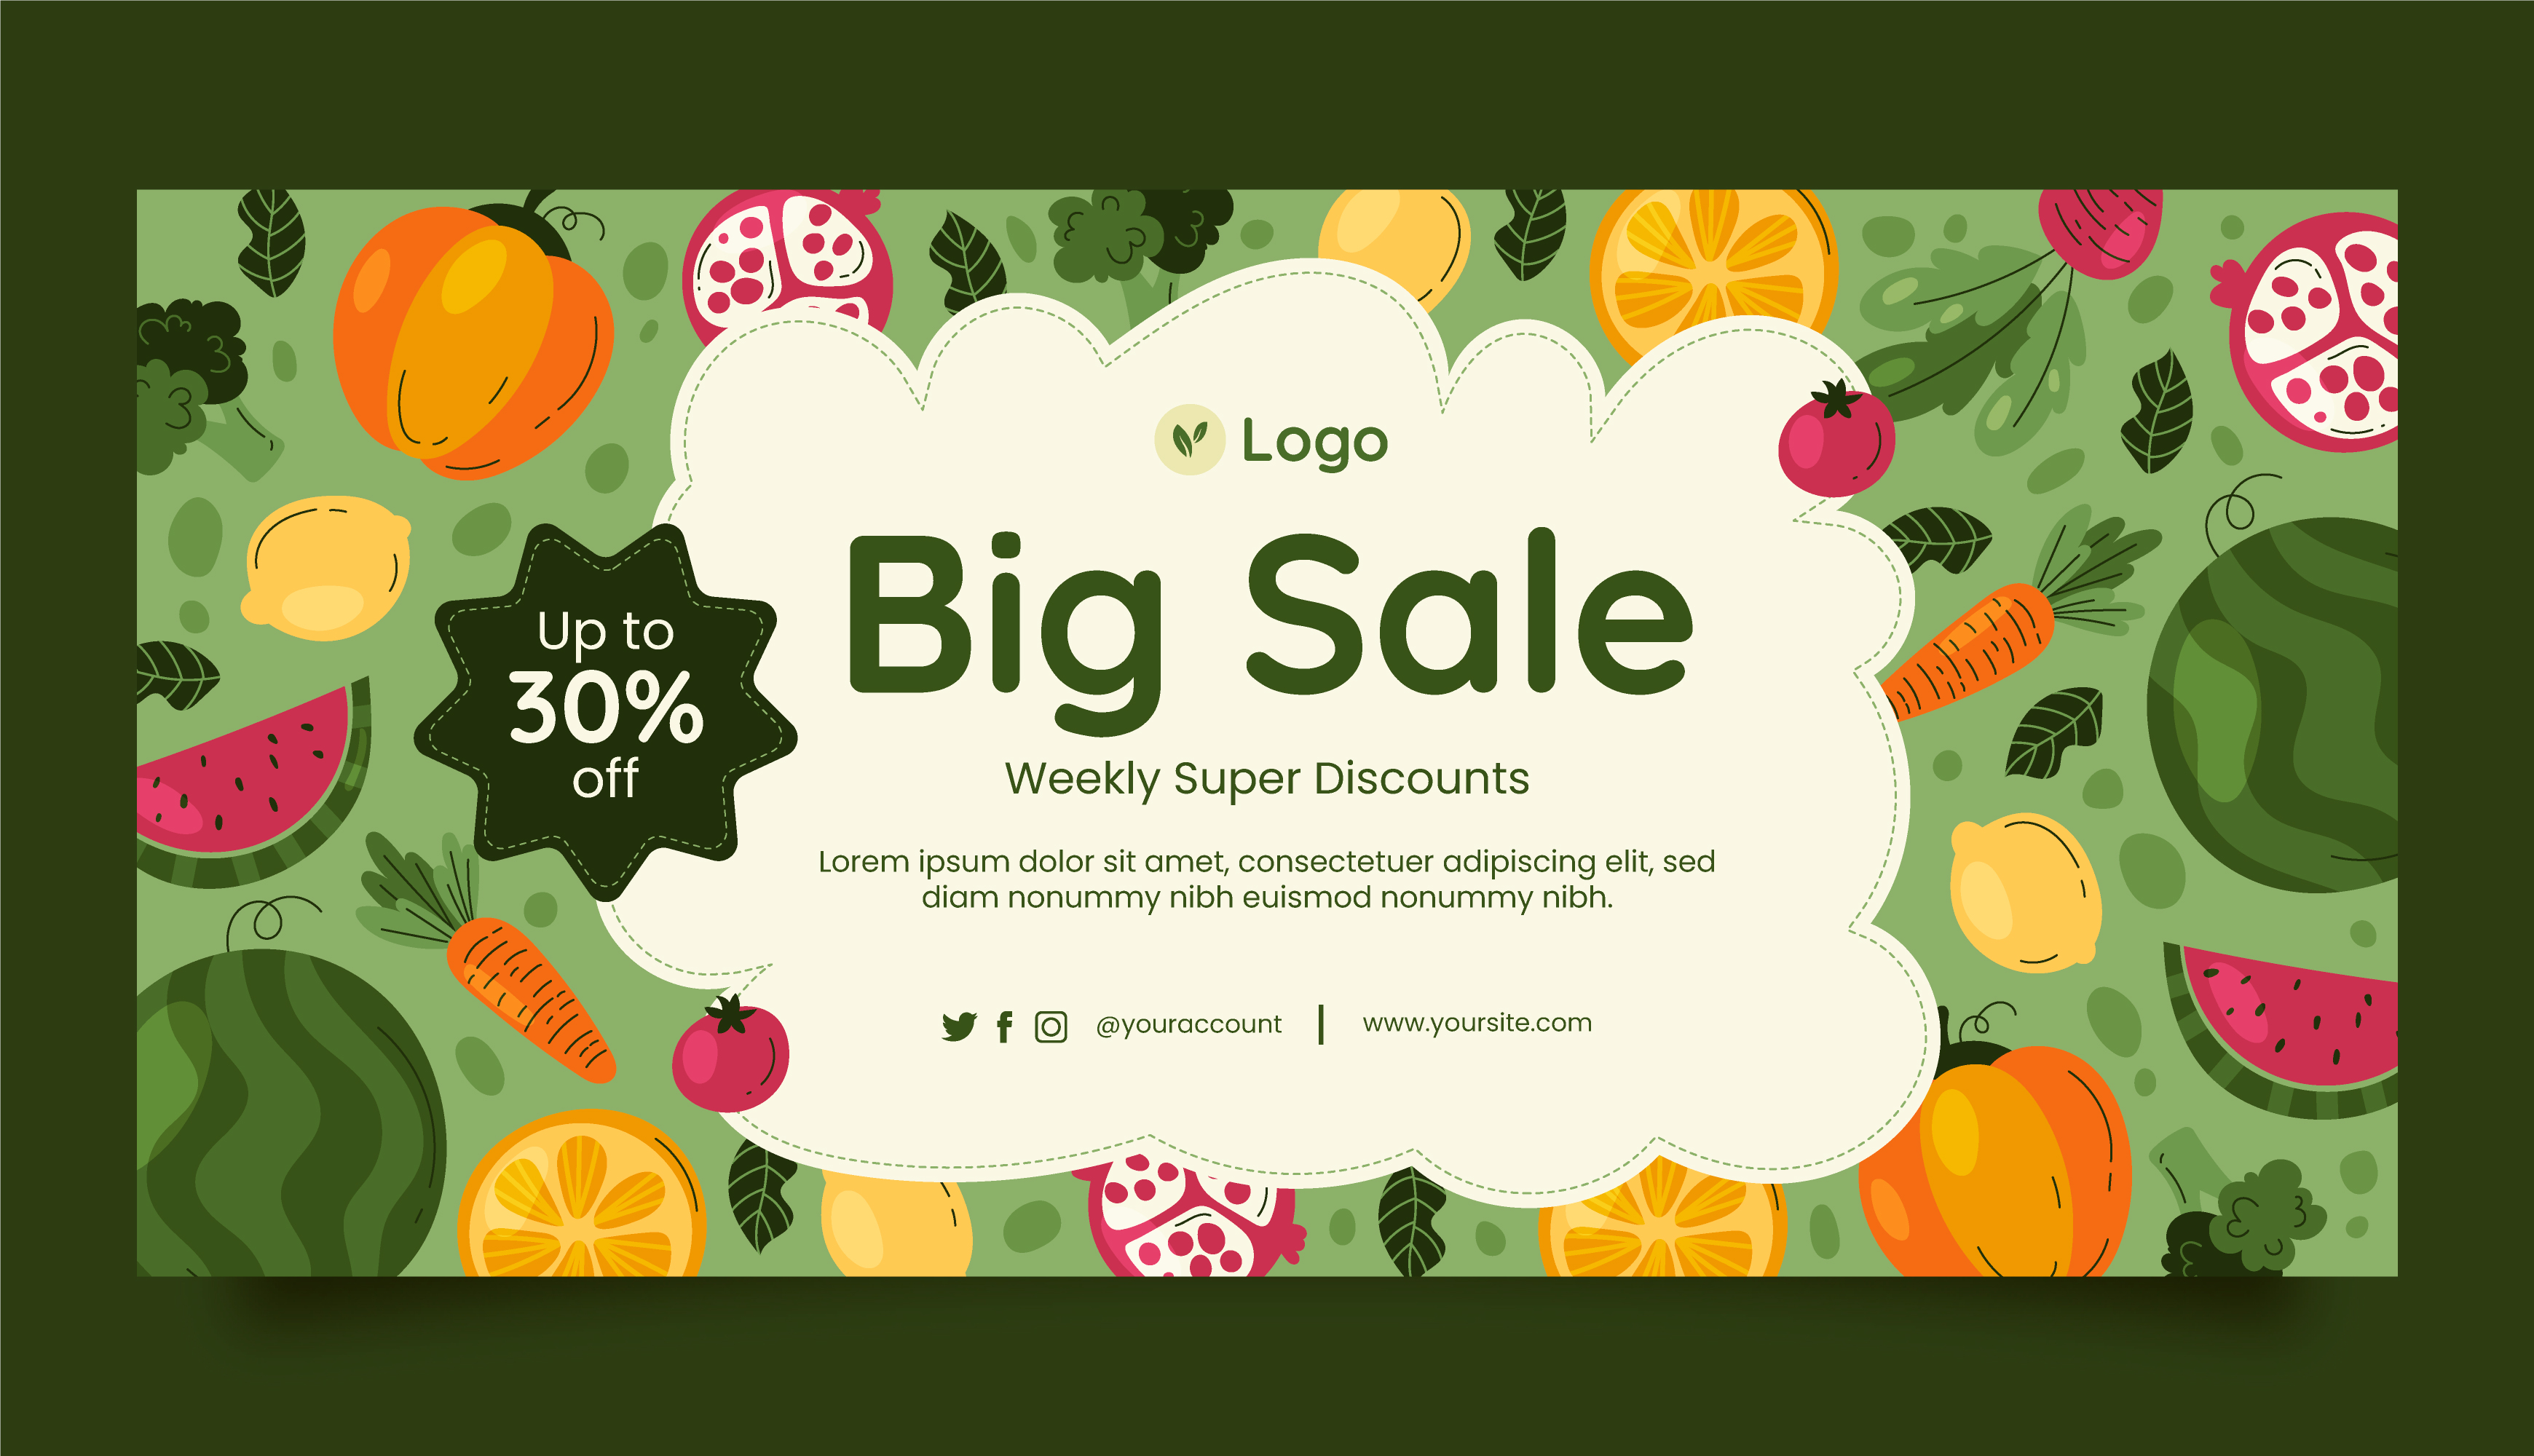 Logo
Big Sale
Up to
30%
off
Weekly Super Discounts
Lorem ipsum dolor sit amet, consectetuer adipiscing elit, sed
diam nonummy nibh euismod nonummy nibh.
@youraccount | www.yoursite.com